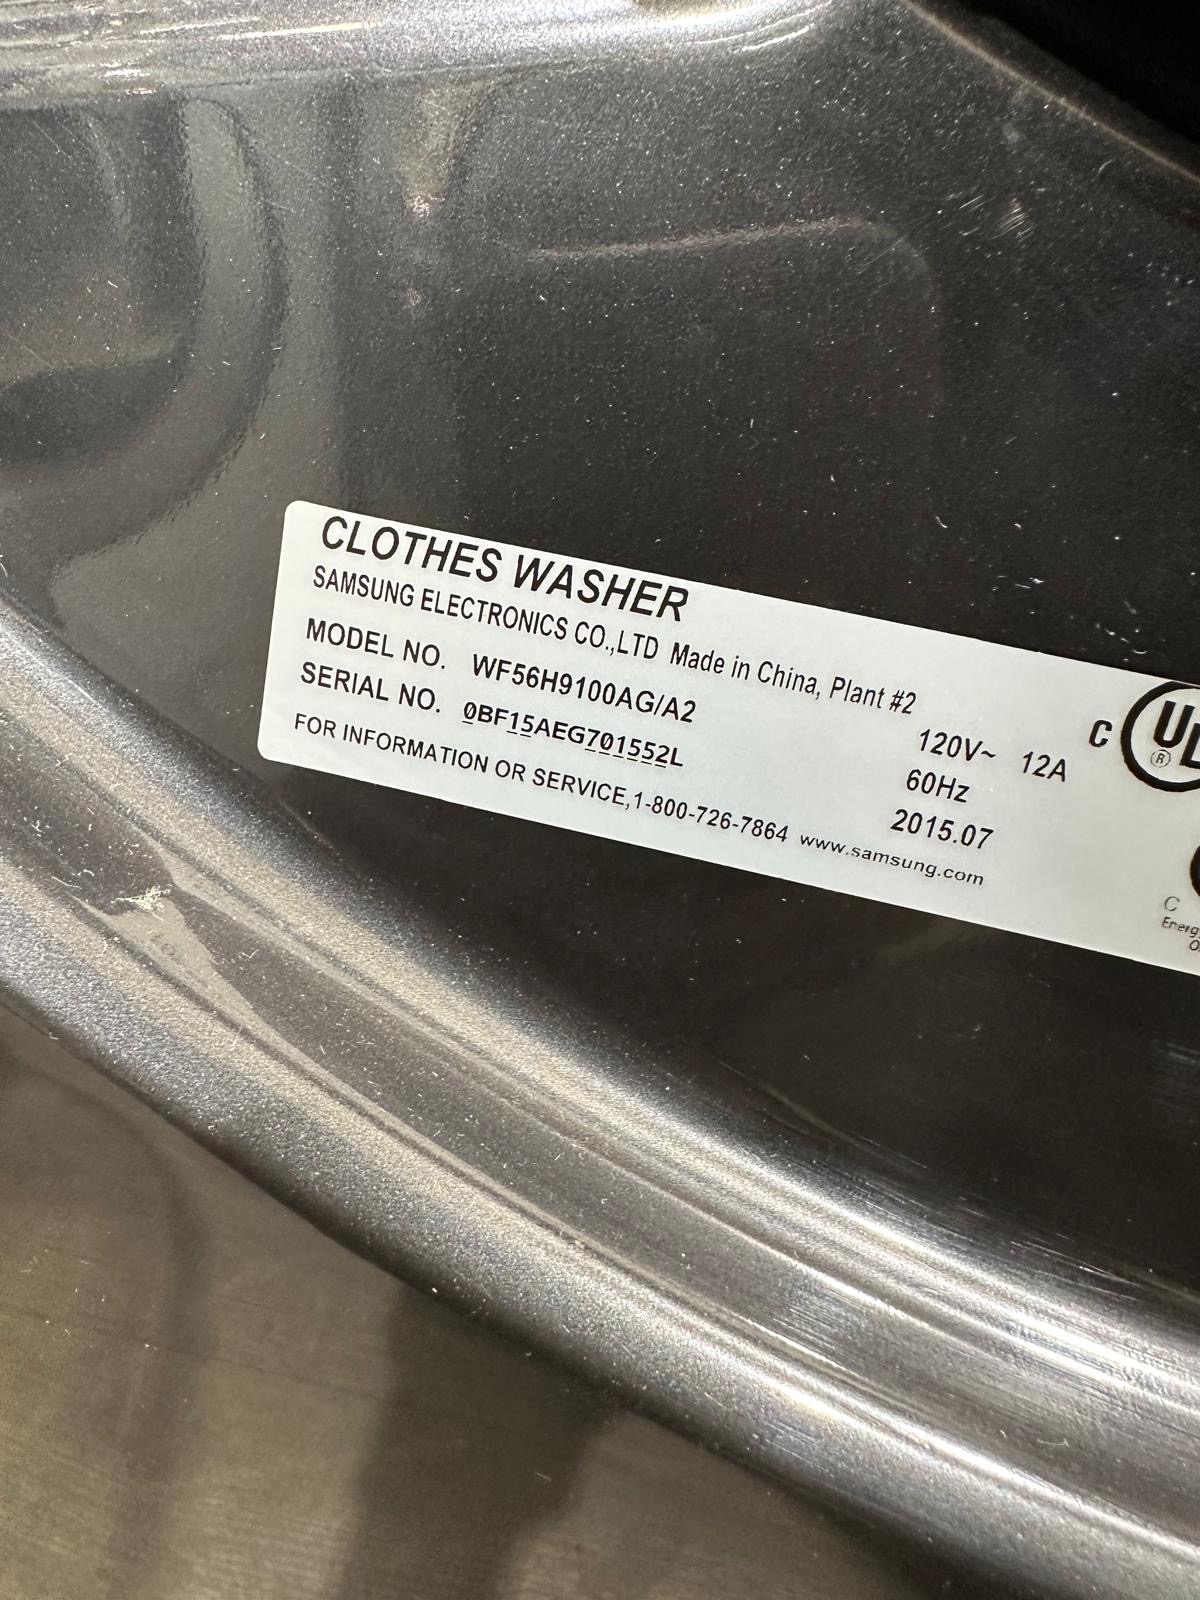 CLOTHES WASHER
SAMSUNG ELECTRONICS CO.,LTD Made in China, Plant #2
MODEL NO. WF56H9100AG/A2
SERIAL NO. 0BF15AEG701552L
FOR INFORMATION OR SERVICE,1-800-726-7864 www.samsung.com
120V~ 12A
60Hz
2015.07
C UL ®
C